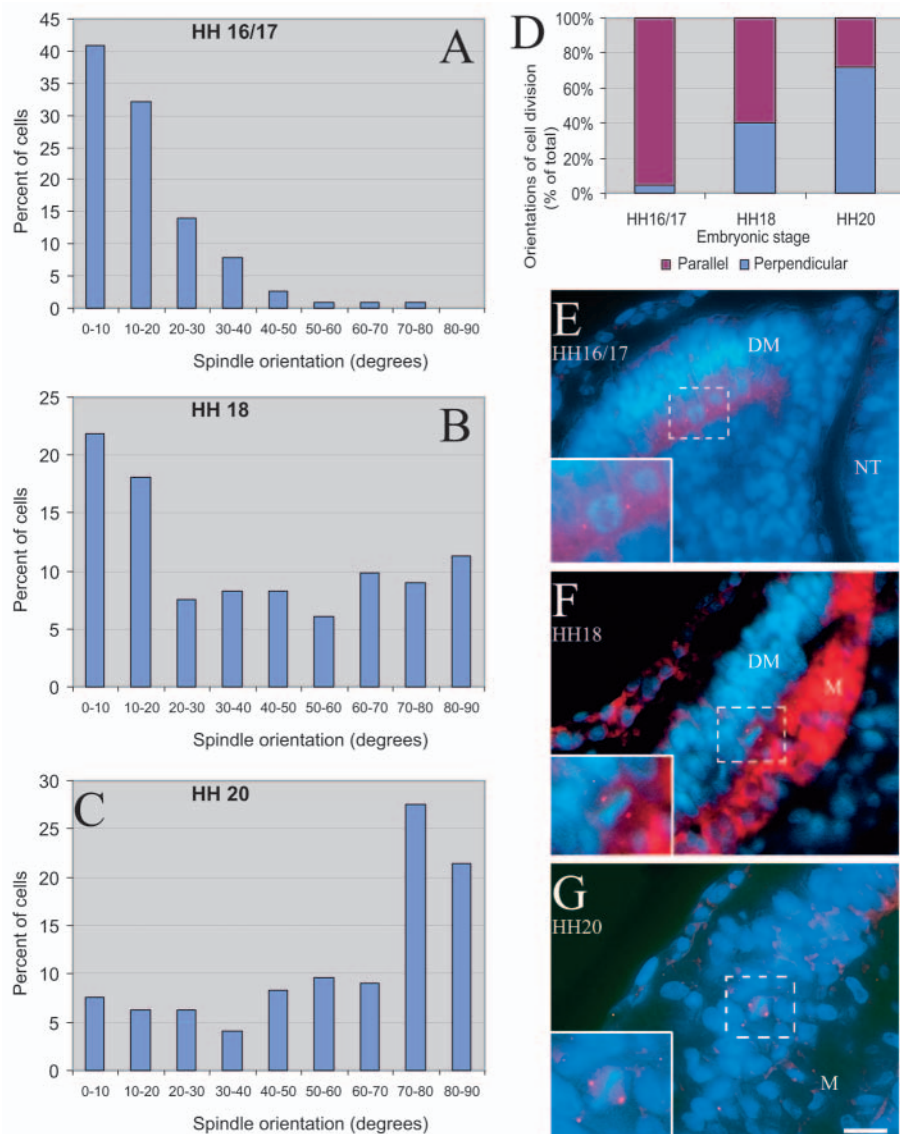 HH 16/17
A
Percent of cells
45
40
35
30
25
20
15
10
5
0
0-10 10-20 20-30 30-40 40-50 50-60 60-70 70-80 80-90
Spindle orientation (degrees)
HH 18
B
Percent of cells
25
20
15
10
5
0
0-10 10-20 20-30 30-40 40-50 50-60 60-70 70-80 80-90
Spindle orientation (degrees)
HH 20
C
Percent of cells
30
25
20
15
10
5
0
0-10 10-20 20-30 30-40 40-50 50-60 60-70 70-80 80-90
Spindle orientation (degrees)
D
Orientations of cell division
(% of total)
100%
80%
60%
40%
20%
0%
HH16/17 HH18 HH20
Embryonic stage
Parallel Perpendicular
E
HH16/17
DM
NT
F
HH18
DM
M
G
HH20
M